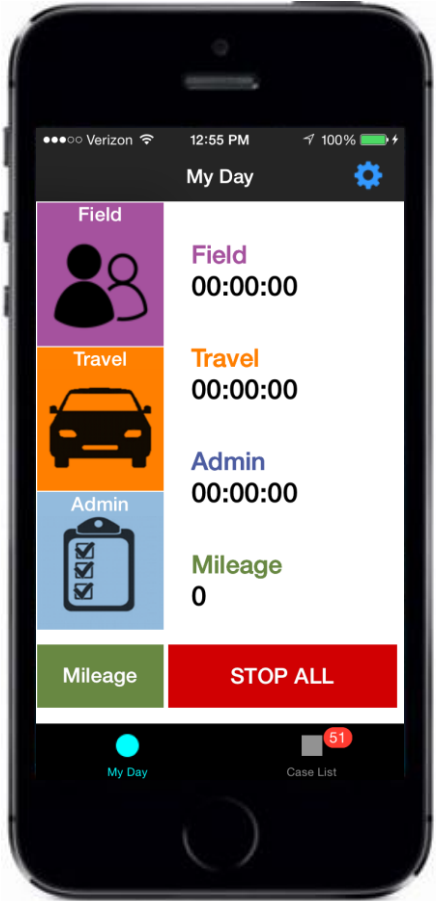 Verizon 12:55 PM 100%
My Day
Field
Field
00:00:00
Travel
Travel
00:00:00
Admin
Admin
00:00:00
Mileage
0
Mileage STOP ALL
51
My Day Case List